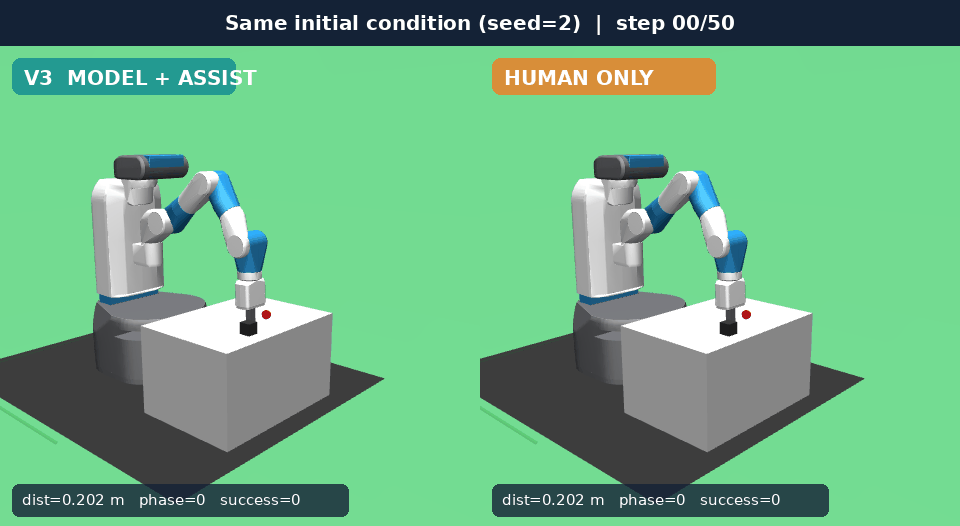 Same initial condition (seed=2)  |  step 00/50
V3  MODEL + ASSIST
HUMAN ONLY
dist=0.202 m   phase=0   success=0
dist=0.202 m   phase=0   success=0